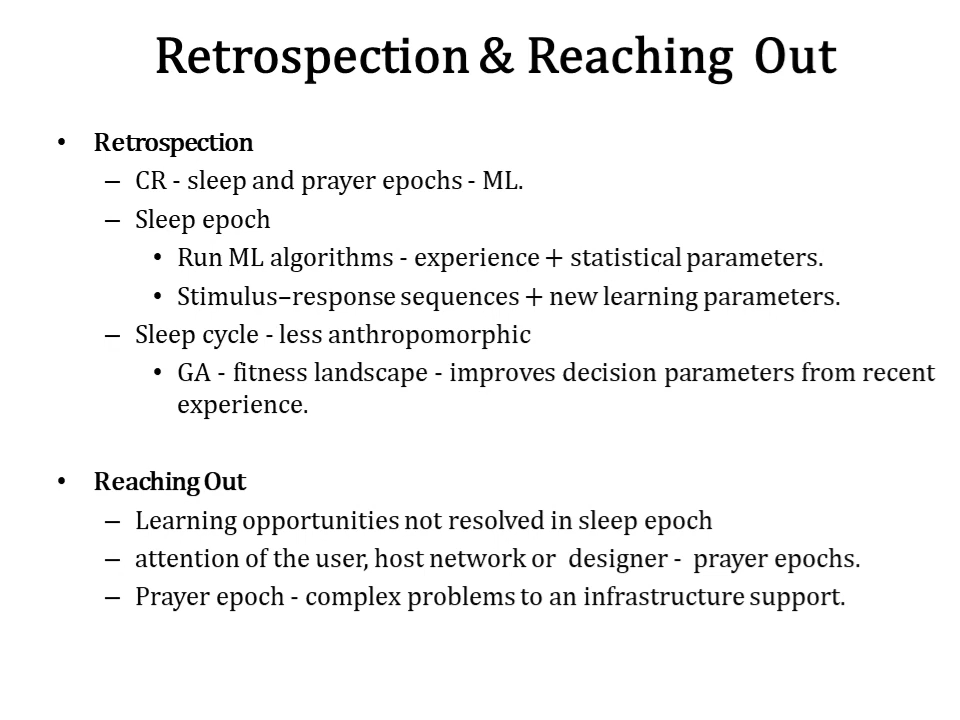 Retrospection & Reaching Out
• Retrospection
– CR - sleep and prayer epochs - ML.
– Sleep epoch
• Run ML algorithms - experience + statistical parameters.
• Stimulus–response sequences + new learning parameters.
– Sleep cycle - less anthropomorphic
• GA - fitness landscape - improves decision parameters from recent
experience.
• Reaching Out
– Learning opportunities not resolved in sleep epoch
– attention of the user, host network or designer - prayer epochs.
– Prayer epoch - complex problems to an infrastructure support.